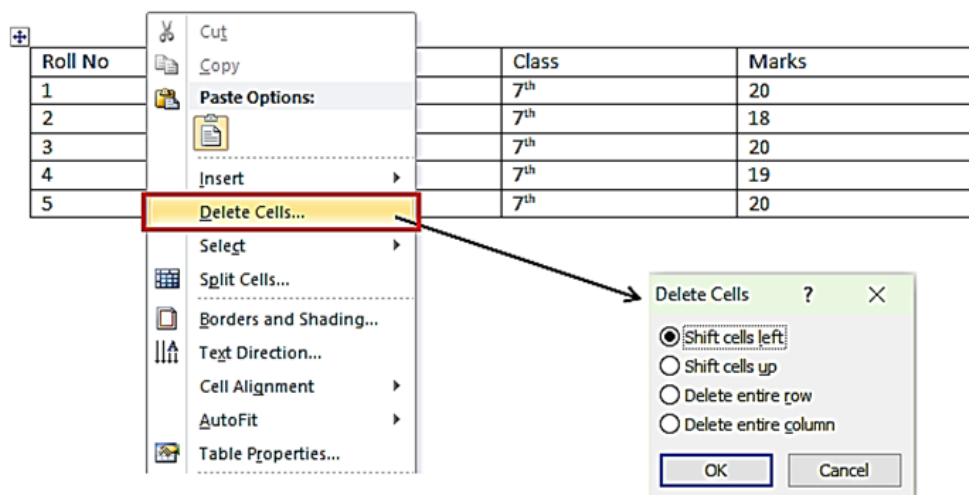 Roll No Class Marks
1 7th 20
2 7th 18
3 7th 20
4 7th 19
5 7th 20
Cut
Copy
Paste Options:
Insert
Delete Cells...
Select
Split Cells...
Borders and Shading...
Text Direction...
Cell Alignment
AutoFit
Table Properties...
Delete Cells ?
Shift cells left
Shift cells up
Delete entire row
Delete entire column
OK Cancel